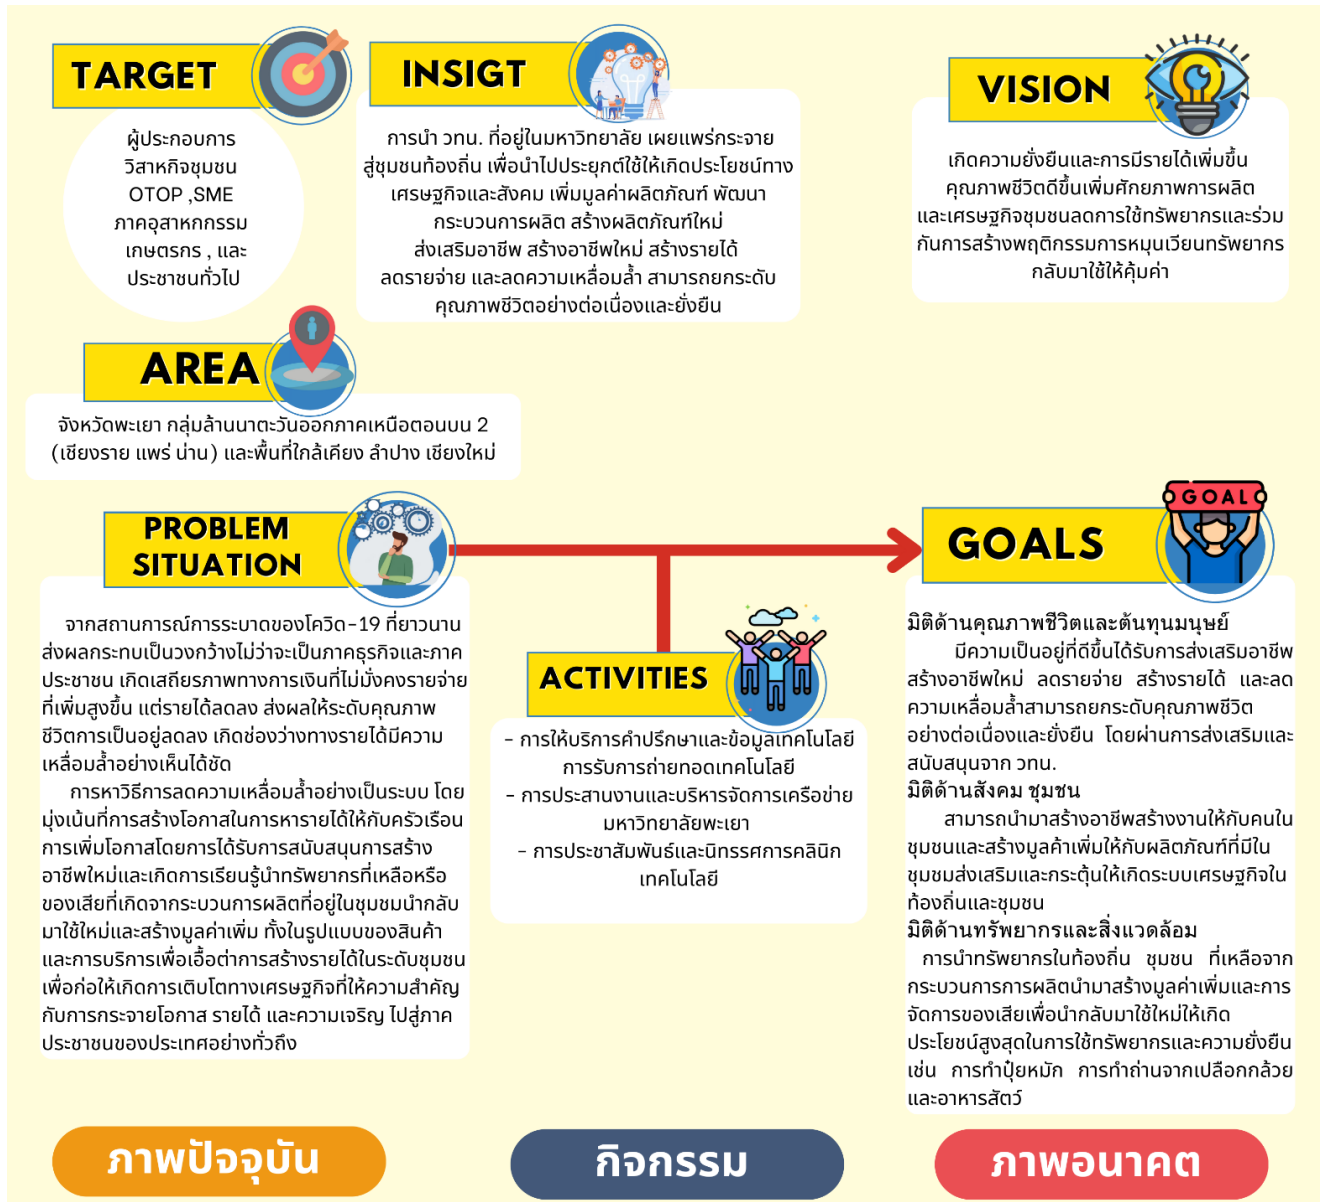 TARGET
ผู้ประกอบการ
วิสาหกิจชุมชน
OTOP ,SME
ภาคอุสาหกกรรม
เกษตรกร , และ
ประชาชนทั่วไป
INSIGT
การนำ วทน. ที่อยู่ในมหาวิทยาลัย เผยแพร่กระจาย
สู่ชุมชนท้องถิ่น เพื่อนำไปประยุกต์ใช้ให้เกิดประโยชน์ทาง
เศรษฐกิจและสังคม เพิ่มมูลค่าผลิตภัณฑ์ พัฒนา
กระบวนการผลิต สร้างผลิตภัณฑ์ใหม่
ส่งเสริมอาชีพ สร้างอาชีพใหม่ สร้างรายได้
ลดรายจ่าย และลดความเหลื่อมล้ำ สามารถยกระดับ
คุณภาพชีวิตอย่างต่อเนื่องและยั่งยืน
VISION
เกิดความยั่งยืนและการมีรายได้เพิ่มขึ้น
คุณภาพชีวิตดีขึ้นเพิ่มศักยภาพการผลิต
และเศรษฐกิจชุมชนลดการใช้ทรัพยากรและร่วม
กันการสร้างพฤติกรรมการหมุนเวียนทรัพยากร
กลับมาใช้ให้คุ้มค่า
AREA
จังหวัดพะเยา กลุ่มล้านนาตะวันออกภาคเหนือตอนบน 2
(เชียงราย แพร่ น่าน) และพื้นที่ใกล้เคียง ลำปาง เชียงใหม่
PROBLEM
SITUATION
จากสถานการณ์การระบาดของโควิด-19 ที่ยาวนาน
ส่งผลกระทบเป็นวงกว้างไม่ว่าจะเป็นภาคธุรกิจและภาค
ประชาชน เกิดเสถียรภาพทางการเงินที่ไม่มั่งคงรายจ่าย
ที่เพิ่มสูงขึ้น แต่รายได้ลดลง ส่งผลให้ระดับคุณภาพ
ชีวิตการเป็นอยู่ลดลง เกิดช่องว่างทางรายได้มีความ
เหลื่อมล้ำอย่างเห็นได้ชัด
การหาวิธีการลดความเหลื่อมล้ำอย่างเป็นระบบ โดย
มุ่งเน้นที่การสร้างโอกาสในการหารายได้ให้กับครัวเรือน
การเพิ่มโอกาสโดยการได้รับการสนับสนุนการสร้าง
อาชีพใหม่และเกิดการเรียนรู้นำทรัพยากรที่เหลือหรือ
ของเสียที่เกิดจากระบวนการผลิตที่อยู่ในชุมชมนำกลับ
มาใช้ใหม่และสร้างมูลค่าเพิ่ม ทั้งในรูปแบบของสินค้า
และการบริการเพื่อเอื้อต่าการสร้างรายได้ในระดับชุมชน
เพื่อก่อให้เกิดการเติบโตทางเศรษฐกิจที่ให้ความสำคัญ
กับการกระจายโอกาส รายได้ และความเจริญ ไปสู่ภาค
ประชาชนของประเทศอย่างทั่วถึง
ACTIVITIES
- การให้บริการคำปรึกษาและข้อมูลเทคโนโลยี
การรับการถ่ายทอดเทคโนโลยี
- การประสานงานและบริหารจัดการเครือข่าย
มหาวิทยาลัยพะเยา
- การประชาสัมพันธ์และนิทรรศการคลินิก
เทคโนโลยี
GOAL
GOALS
มิติด้านคุณภาพชีวิตและต้นทุนมนุษย์
มีความเป็นอยู่ที่ดีขึ้นได้รับการส่งเสริมอาชีพ
สร้างอาชีพใหม่ ลดรายจ่าย สร้างรายได้ และลด
ความเหลื่อมล้ำสามารถยกระดับคุณภาพชีวิต
อย่างต่อเนื่องและยั่งยืน โดยผ่านการส่งเสริมและ
สนับสนุนจาก วทน.
มิติด้านสังคม ชุมชน
สามารถนำมาสร้างอาชีพสร้างงานให้กับคนใน
ชุมชนและสร้างมูลค้าเพิ่มให้กับผลิตภัณฑ์ที่มีใน
ชุมชมส่งเสริมและกระตุ้นให้เกิดระบบเศรษฐกิจใน
ท้องถิ่นและชุมชน
มิติด้านทรัพยากรและสิ่งแวดล้อม
การนำทรัพยากรในท้องถิ่น ชุมชน ที่เหลือจาก
กระบวนการการผลิตนำมาสร้างมูลค่าเพิ่มและการ
จัดการของเสียเพื่อนำกลับมาใช้ใหม่ให้เกิด
ประโยชน์สูงสุดในการใช้ทรัพยากรและความยั่งยืน
เช่น การทำปุ๋ยหมัก การทำถ่านจากเปลือกกล้วย
และอาหารสัตว์
ภาพปัจจุบัน
กิจกรรม
ภาพอนาคต